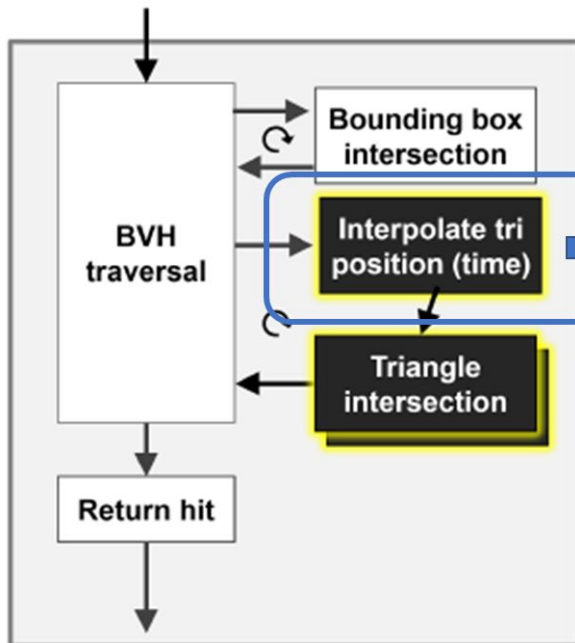 BVH
traversal
Bounding box
intersection
Interpolate tri
position (time)
Triangle
intersection
Return hit